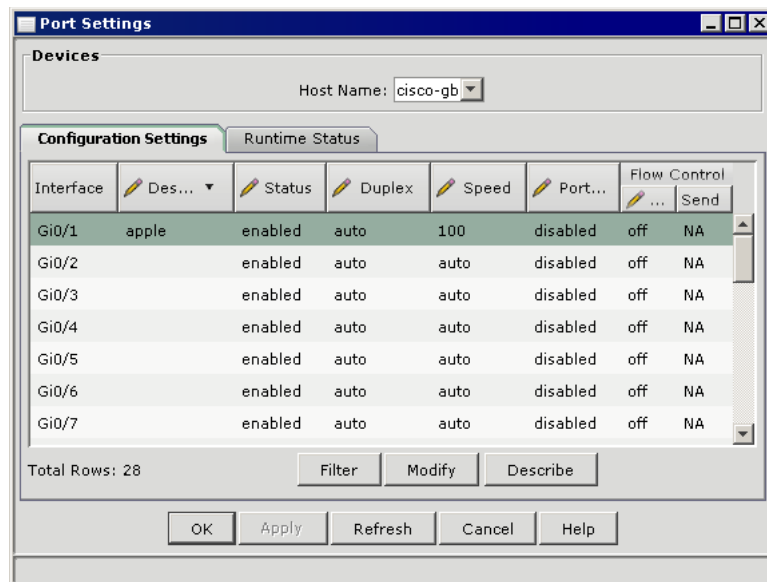 Port Settings
Devices
Host Name: cisco-gb
Configuration Settings Runtime Status
Interface Des... Status Duplex Speed Port... Flow Control
... Send
Gi0/1 apple enabled auto 100 disabled off NA
Gi0/2 enabled auto auto disabled off NA
Gi0/3 enabled auto auto disabled off NA
Gi0/4 enabled auto auto disabled off NA
Gi0/5 enabled auto auto disabled off NA
Gi0/6 enabled auto auto disabled off NA
Gi0/7 enabled auto auto disabled off NA
Total Rows: 28 Filter Modify Describe
OK Apply Refresh Cancel Help